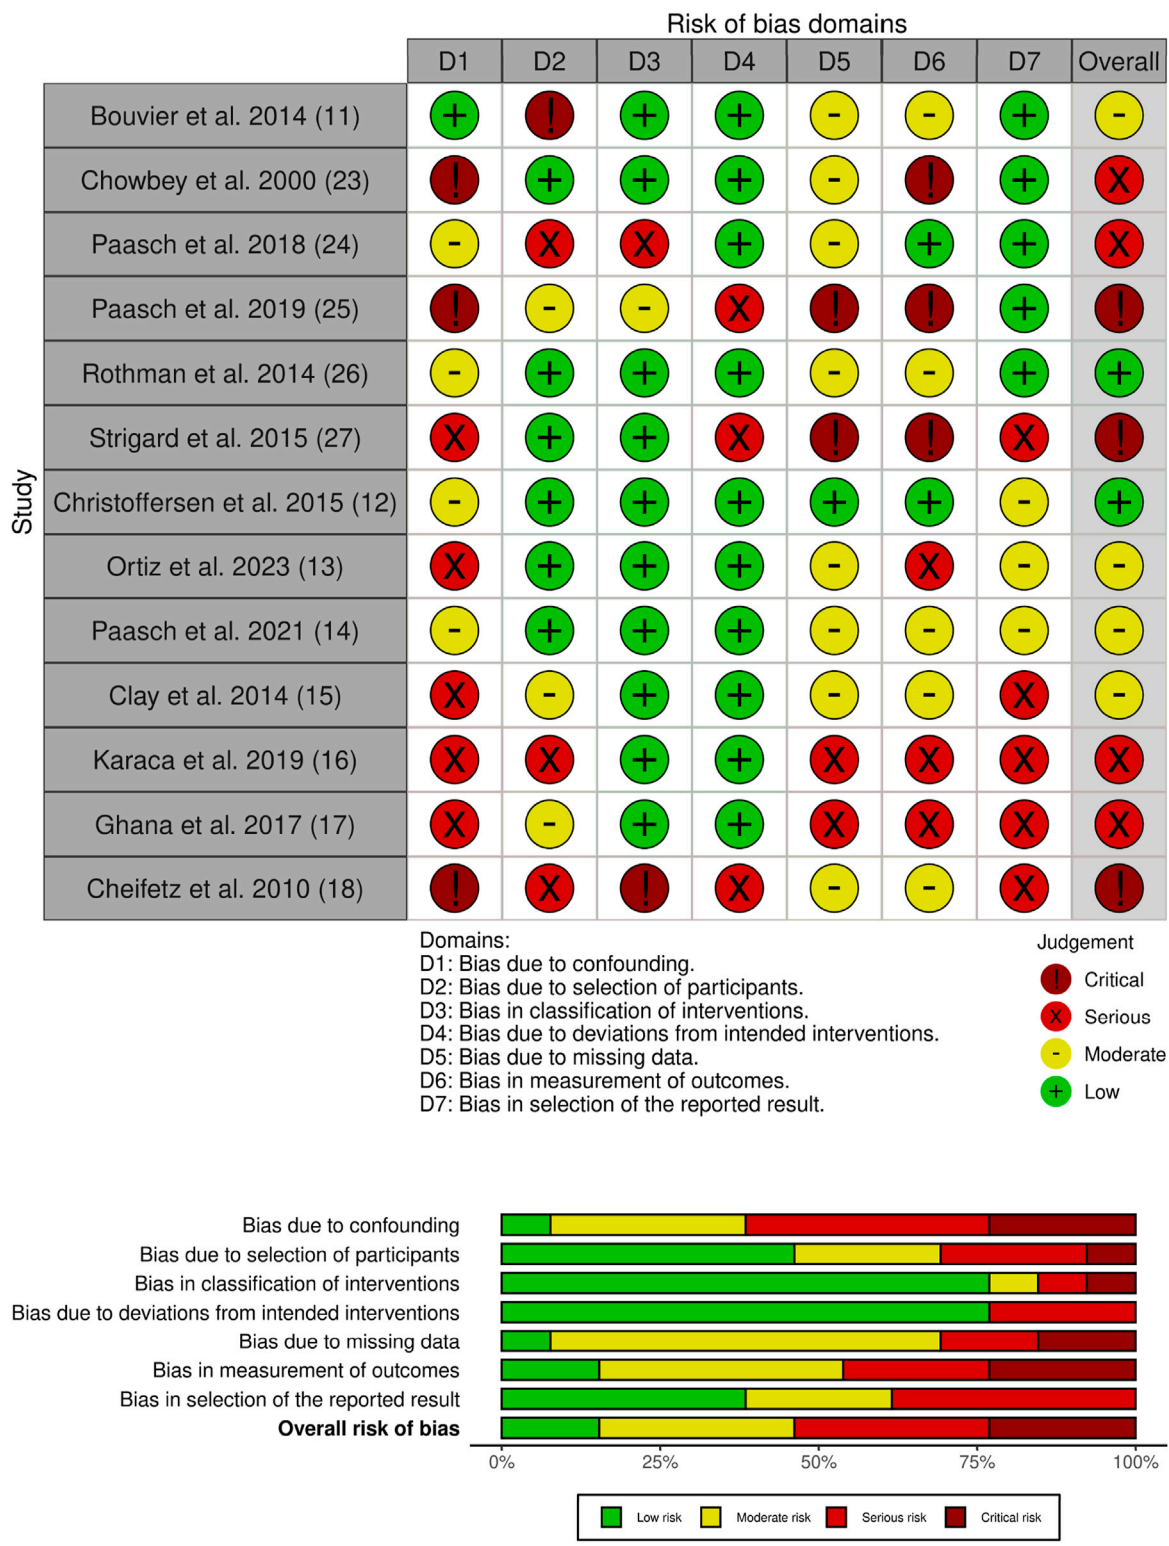 Risk of bias domains
D1 D2 D3 D4 D5 D6 D7 Overall
Study
Bouvier et al. 2014 (11) + ! + + - - + -
Chowbey et al. 2000 (23) ! + + + - ! + X
Paasch et al. 2018 (24) - X X + - + + X
Paasch et al. 2019 (25) ! - - X ! ! + !
Rothman et al. 2014 (26) - + + + - - + +
Strigard et al. 2015 (27) X + + X ! ! X !
Christoffersen et al. 2015 (12) - + + + + + - +
Ortiz et al. 2023 (13) X + + + - X - -
Paasch et al. 2021 (14) - + + + - - - -
Clay et al. 2014 (15) X - + + - - X -
Karaca et al. 2019 (16) X X + + X X X X
Ghana et al. 2017 (17) X - + + X X X X
Cheifetz et al. 2010 (18) ! X ! X - - X !
Domains:
D1: Bias due to confounding.
D2: Bias due to selection of participants.
D3: Bias in classification of interventions.
D4: Bias due to deviations from intended interventions.
D5: Bias due to missing data.
D6: Bias in measurement of outcomes.
D7: Bias in selection of the reported result.
Judgement
! Critical
X Serious
- Moderate
+ Low
Bias due to confounding
Bias due to selection of participants
Bias in classification of interventions
Bias due to deviations from intended interventions
Bias due to missing data
Bias in measurement of outcomes
Bias in selection of the reported result
Overall risk of bias
0% 25% 50% 75% 100%
Low risk Moderate risk Serious risk Critical risk